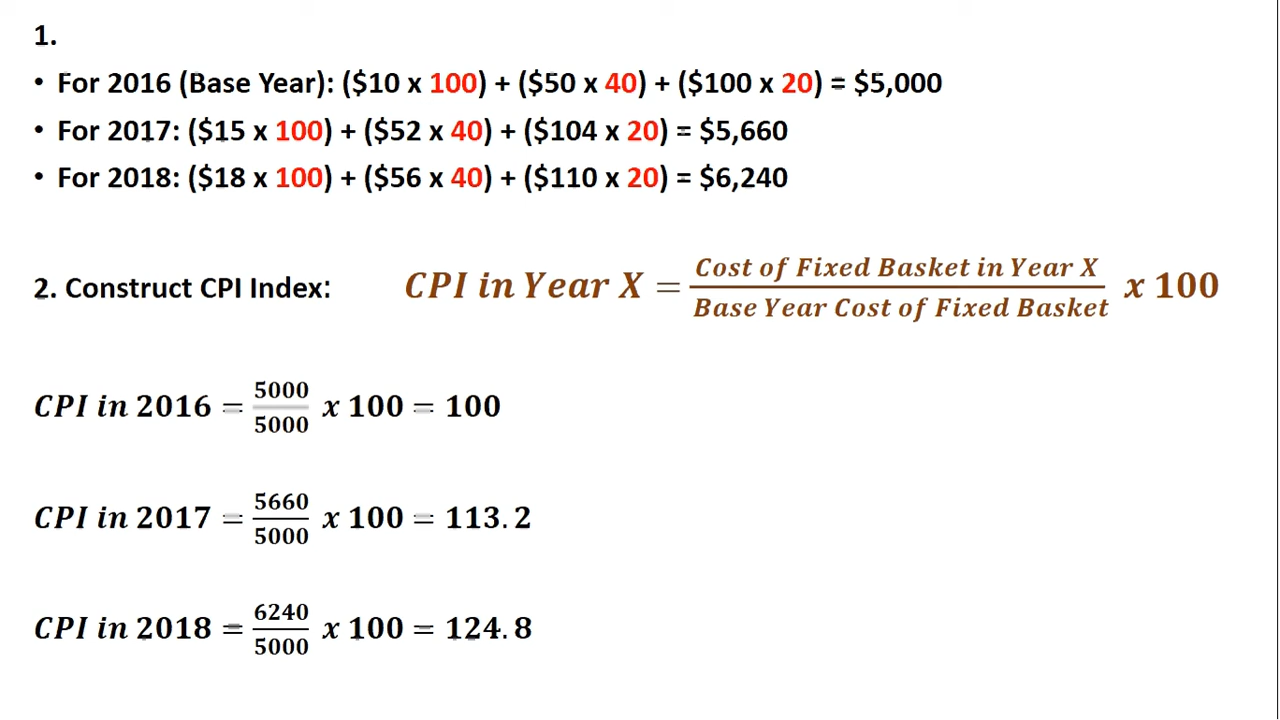 1.
• For 2016 (Base Year): ($10 x 100) + ($50 x 40) + ($100 x 20) = $5,000
• For 2017: ($15 x 100) + ($52 x 40) + ($104 x 20) = $5,660
• For 2018: ($18 x 100) + ($56 x 40) + ($110 x 20) = $6,240
2. Construct CPI Index:
CPI in Year X = Cost of Fixed Basket in Year X / Base Year Cost of Fixed Basket x 100
CPI in 2016 = 5000/5000 x 100 = 100
CPI in 2017 = 5660/5000 x 100 = 113.2
CPI in 2018 = 6240/5000 x 100 = 124.8